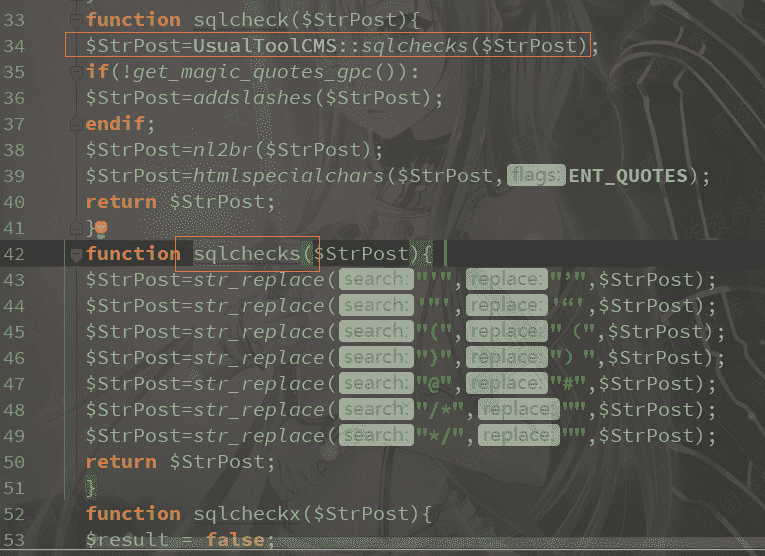 33 function sqlcheck($StrPost){
34 $StrPost=UsualToolCMS::sqlchecks($StrPost);
35 if(!get_magic_quotes_gpc()):
36 $StrPost=addslashes($StrPost);
37 endif;
38 $StrPost=nl2br($StrPost);
39 $StrPost=htmlspecialchars($StrPost, flags: ENT_QUOTES);
40 return $StrPost;
41 }
42 function sqlchecks($StrPost){
43 $StrPost=str_replace( search: "'", replace: "’",$StrPost);
44 $StrPost=str_replace( search: '"', replace: '“',$StrPost);
45 $StrPost=str_replace( search: "(", replace: "（",$StrPost);
46 $StrPost=str_replace( search: ")", replace: "）",$StrPost);
47 $StrPost=str_replace( search: "@", replace: "#",$StrPost);
48 $StrPost=str_replace( search: "/*", replace: "",$StrPost);
49 $StrPost=str_replace( search: "*/", replace: "",$StrPost);
50 return $StrPost;
51 }
52 function sqlcheckx($StrPost){
53 $result = false;